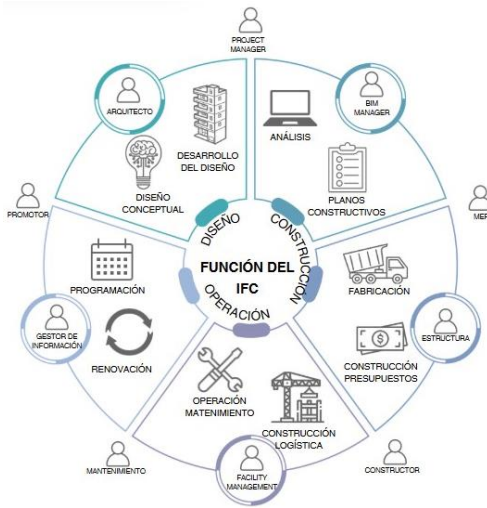 PROJECT
MANAGER
ARQUITECTO
BIM
MANAGER
ANÁLISIS
DESARROLLO
DEL DISEÑO
DISEÑO
CONCEPTUAL
PLANOS
CONSTRUCTIVOS
PROMOTOR
MEP
DISEÑO
CONSTRUCCIÓN
OPERACIÓN
FUNCIÓN DEL
IFC
PROGRAMACIÓN
FABRICACIÓN
GESTOR DE
INFORMACIÓN
ESTRUCTURA
RENOVACIÓN
CONSTRUCCIÓN
PRESUPUESTOS
OPERACIÓN
MATENIMIENTO
CONSTRUCCIÓN
LOGÍSTICA
MANTENIMIENTO
FACILITY
MANAGEMENT
CONSTRUCTOR